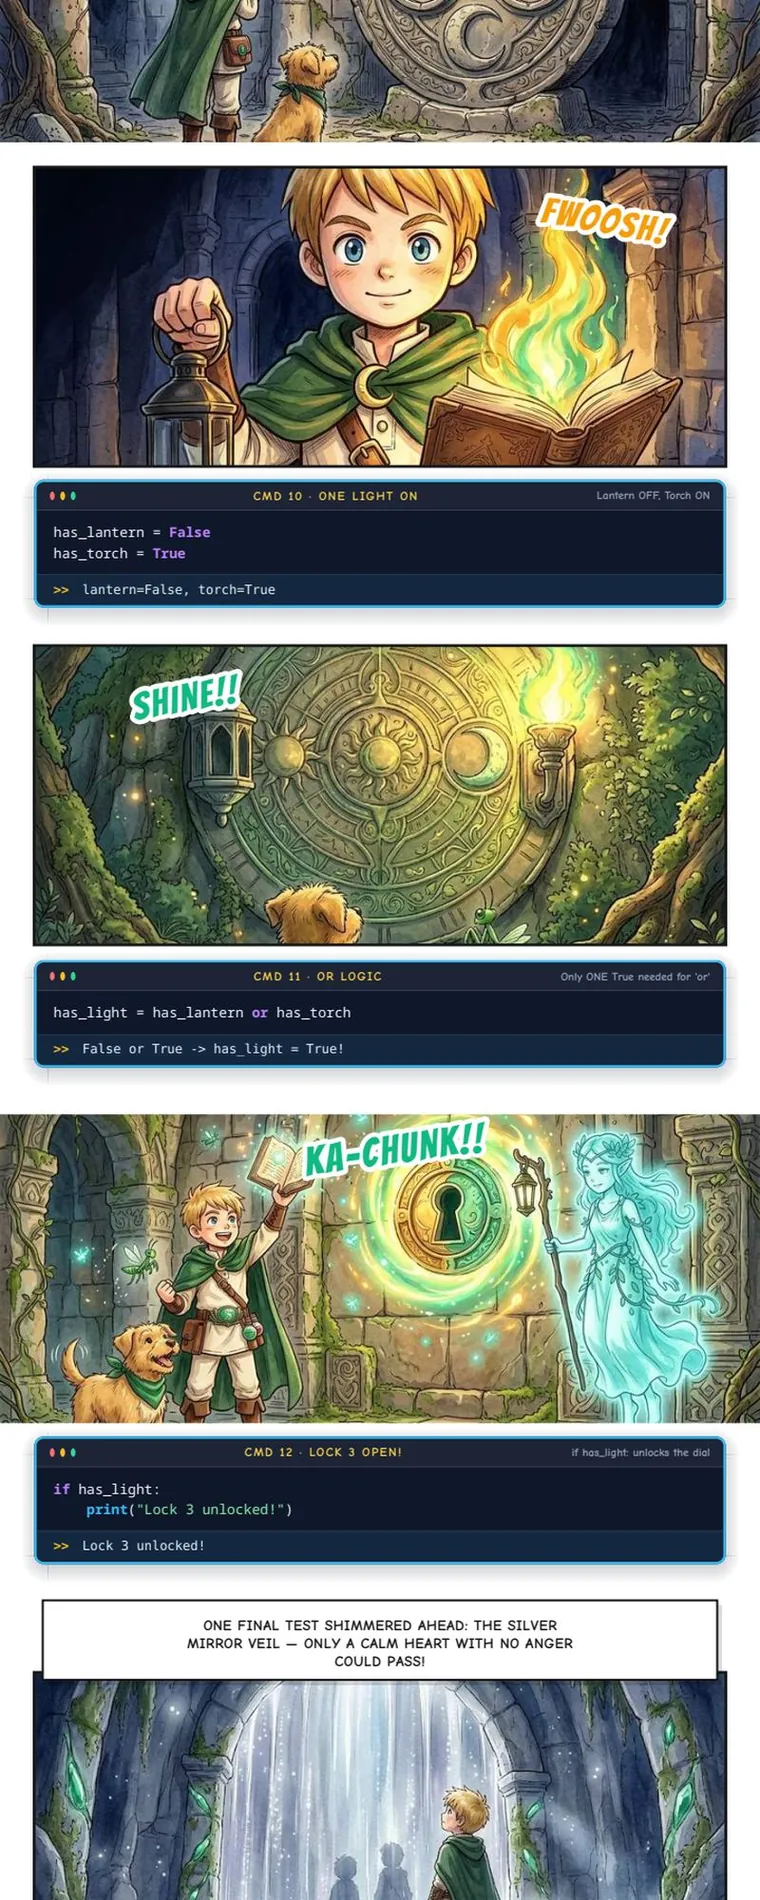 FWOOSH!
CMD 10 · ONE LIGHT ON
Lantern OFF, Torch ON
has_lantern = False
has_torch = True
>> lantern=False, torch=True
SHINE!!
CMD 11 · OR LOGIC
Only ONE True needed for 'or'
has_light = has_lantern or has_torch
>> False or True -> has_light = True!
KA-CHUNK!!
CMD 12 · LOCK 3 OPEN!
if has_light: unlocks the dial
if has_light:
    print("Lock 3 unlocked!")
>> Lock 3 unlocked!
ONE FINAL TEST SHIMMERED AHEAD: THE SILVER
MIRROR VEIL — ONLY A CALM HEART WITH NO ANGER
COULD PASS!